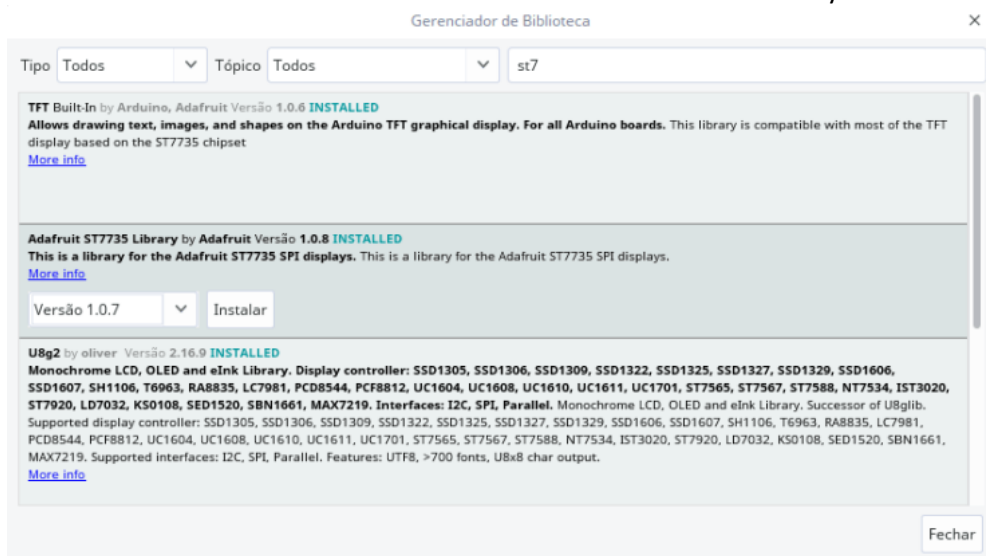 Gerenciador de Biblioteca
Tipo Todos Tópico Todos st7
TFT Built-In by Arduino, Adafruit Versão 1.0.6 INSTALLED
Allows drawing text, images, and shapes on the Arduino TFT graphical display. For all Arduino boards. This library is compatible with most of the TFT
display based on the ST7735 chipset
More info
Adafruit ST7735 Library by Adafruit Versão 1.0.8 INSTALLED
This is a library for the Adafruit ST7735 SPI displays. This is a library for the Adafruit ST7735 SPI displays.
More info
Versão 1.0.7 Instalar
U8g2 by oliver Versão 2.16.9 INSTALLED
Monochrome LCD, OLED and eInk Library. Display controller: SSD1305, SSD1306, SSD1309, SSD1322, SSD1325, SSD1327, SSD1329, SSD1606,
SSD1607, SH1106, T6963, RA8835, LC7981, PCD8544, PCF8812, UC1604, UC1608, UC1610, UC1611, UC1701, ST7565, ST7567, ST7588, NT7534, IST3020,
ST7920, LD7032, KS0108, SED1520, SBN1661, MAX7219. Interfaces: I2C, SPI, Parallel. Monochrome LCD, OLED and eInk Library. Successor of U8glib.
Supported display controller: SSD1305, SSD1306, SSD1309, SSD1322, SSD1325, SSD1327, SSD1329, SSD1606, SSD1607, SH1106, T6963, RA8835, LC7981,
PCD8544, PCF8812, UC1604, UC1608, UC1610, UC1611, UC1701, ST7565, ST7567, ST7588, NT7534, IST3020, ST7920, LD7032, KS0108, SED1520, SBN1661,
MAX7219. Supported interfaces: I2C, SPI, Parallel. Features: UTF8, >700 fonts, U8x8 char output.
More info
Fechar